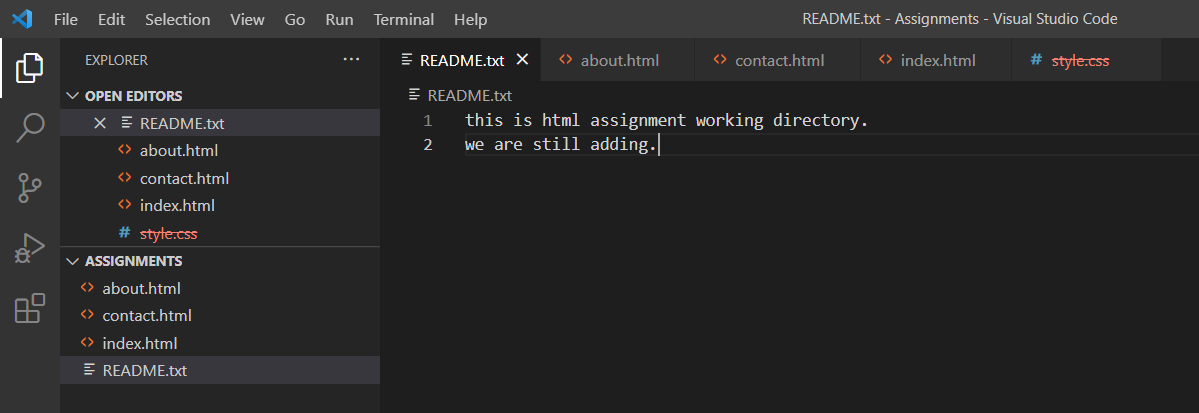 File Edit Selection View Go Run Terminal Help README.txt - Assignments - Visual Studio Code
EXPLORER
OPEN EDITORS
README.txt
about.html
contact.html
index.html
style.css
ASSIGNMENTS
about.html
contact.html
index.html
README.txt
README.txt about.html contact.html index.html style.css
README.txt
1 this is html assignment working directory.
2 we are still adding.